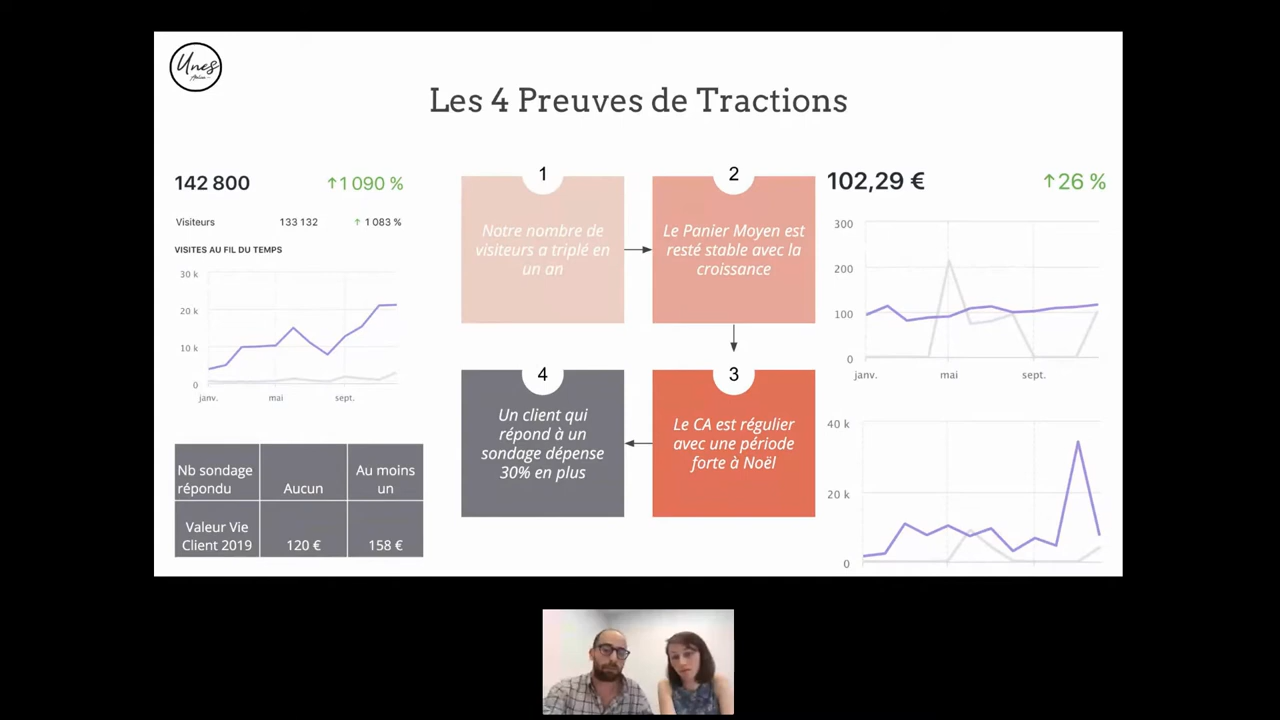 Unes
Les 4 Preuves de Tractions
142 800
↑1 090 %
Visiteurs
133 132
↑ 1 083 %
VISITES AU FIL DU TEMPS
30 k
20 k
10 k
0
janv.
mai
sept.
Nb sondage
répondu
Aucun
Au moins
un
Valeur Vie
Client 2019
120 €
158 €
1
Notre nombre de
visiteurs a triplé en
un an
2
Le Panier Moyen est
resté stable avec la
croissance
3
Le CA est régulier
avec une période
forte à Noël
4
Un client qui
répond à un
sondage dépense
30% en plus
102,29 €
↑26 %
300
200
100
0
janv.
mai
sept.
40 k
20 k
0